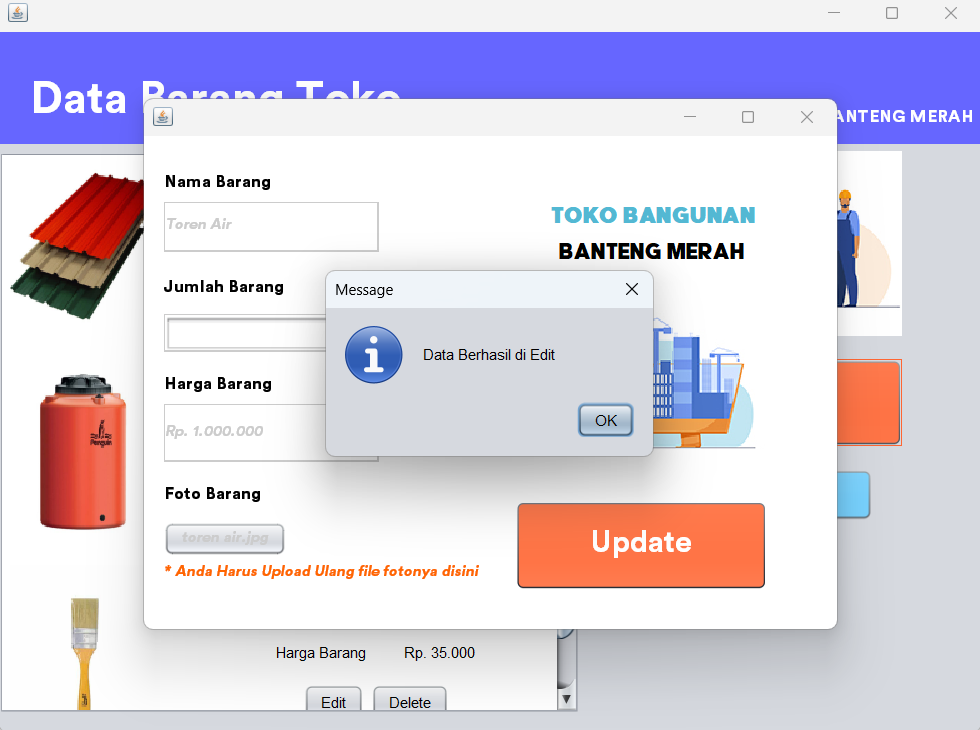 Data Barang Toko
ANTENG MERAH
Nama Barang
Toren Air
TOKO BANGUNAN
BANTENG MERAH
Jumlah Barang
Message
Data Berhasil di Edit
OK
Harga Barang
Rp. 1.000.000
Penguin
Foto Barang
toren air.jpg
* Anda Harus Upload Ulang file fotonya disini
Update
Harga Barang Rp. 35.000
Edit Delete